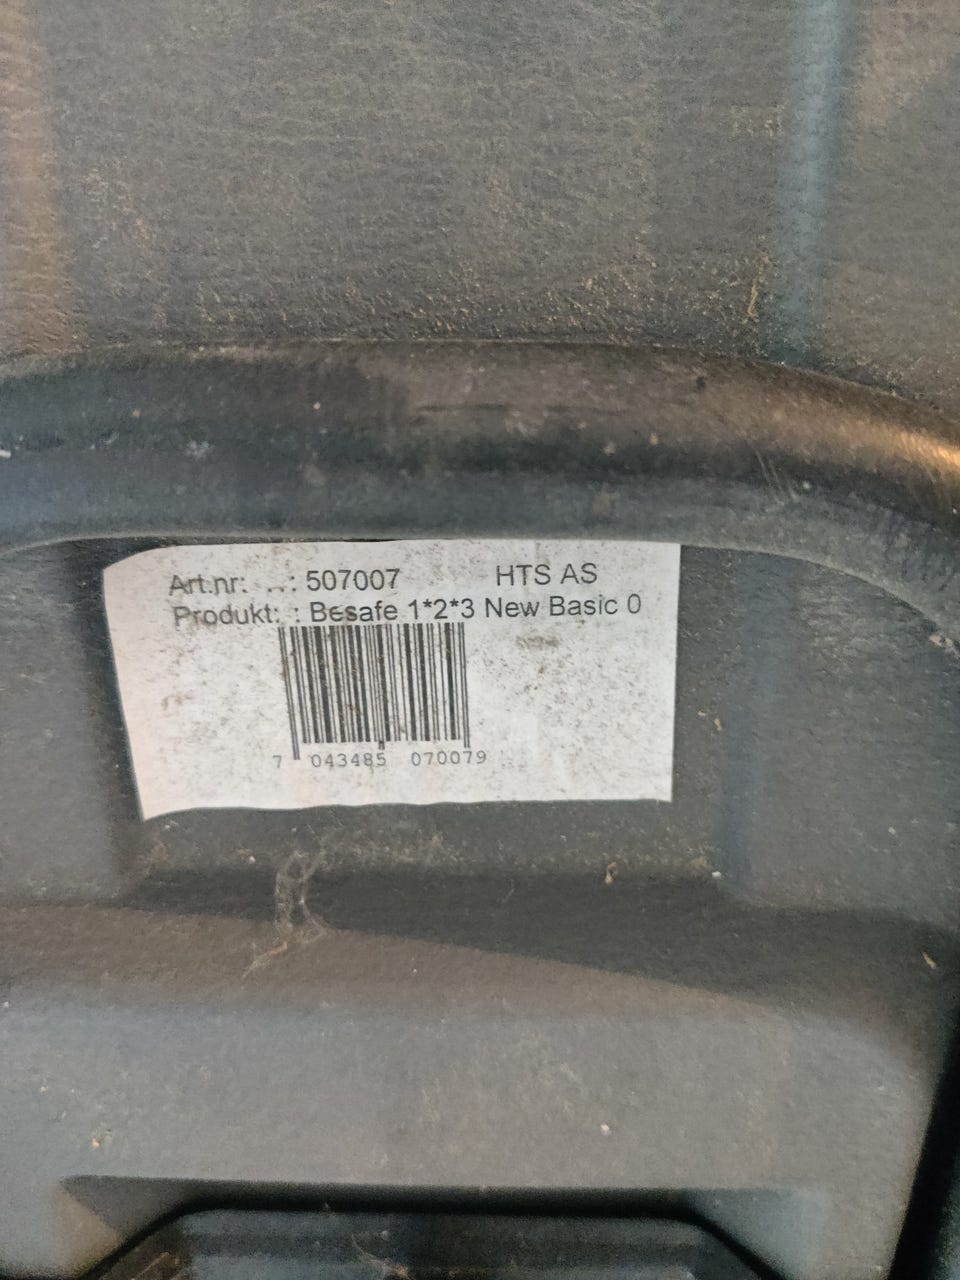 Art.nr: ...: 507007 HTS AS
Produkt: : Besafe 1*2*3 New Basic 0
7 043485 070079